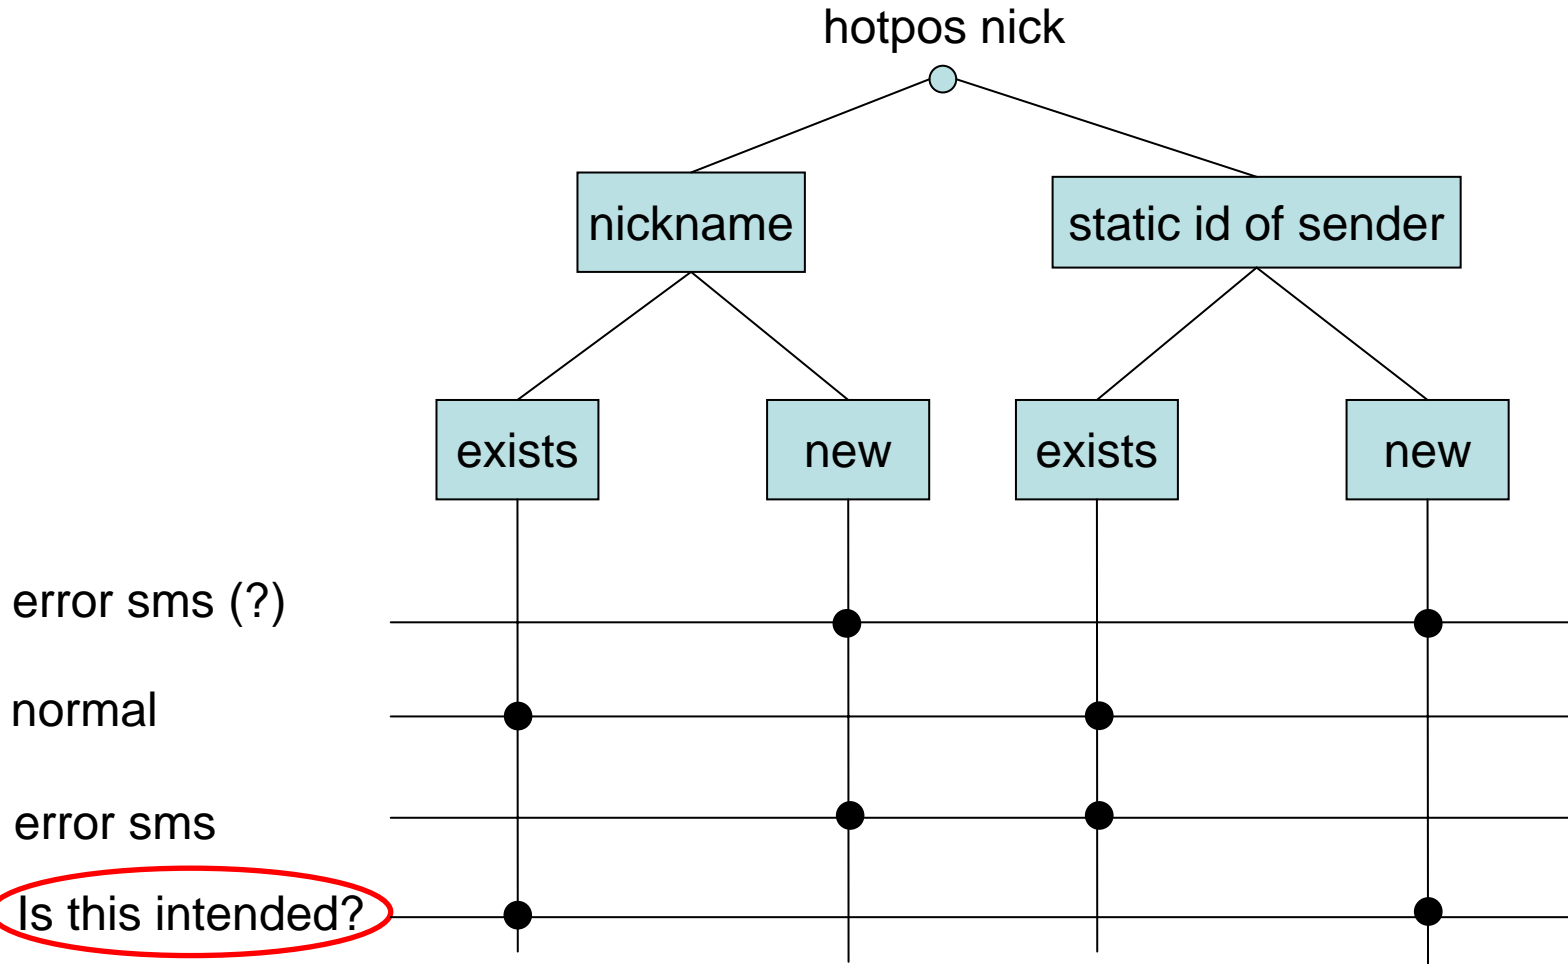 hotpos nick
nickname
static id of sender
exists
new
exists
new
error sms (?)
normal
error sms
Is this intended?